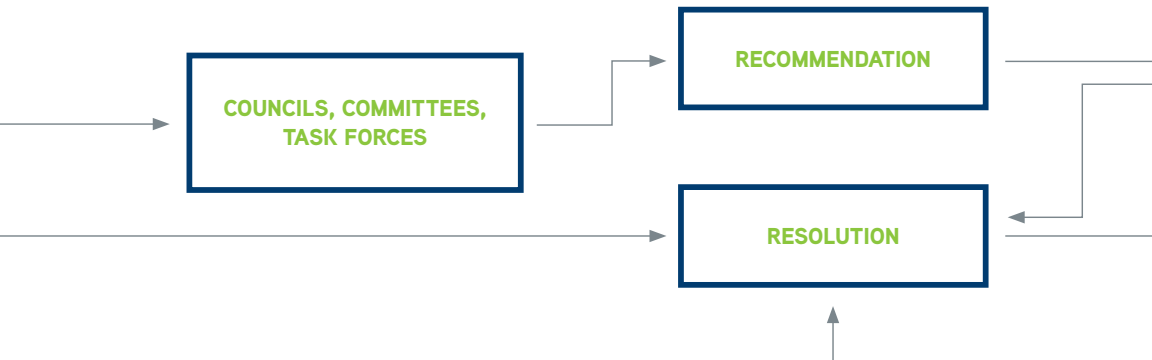 RECOMMENDATION
COUNCILS, COMMITTEES,
TASK FORCES
RESOLUTION